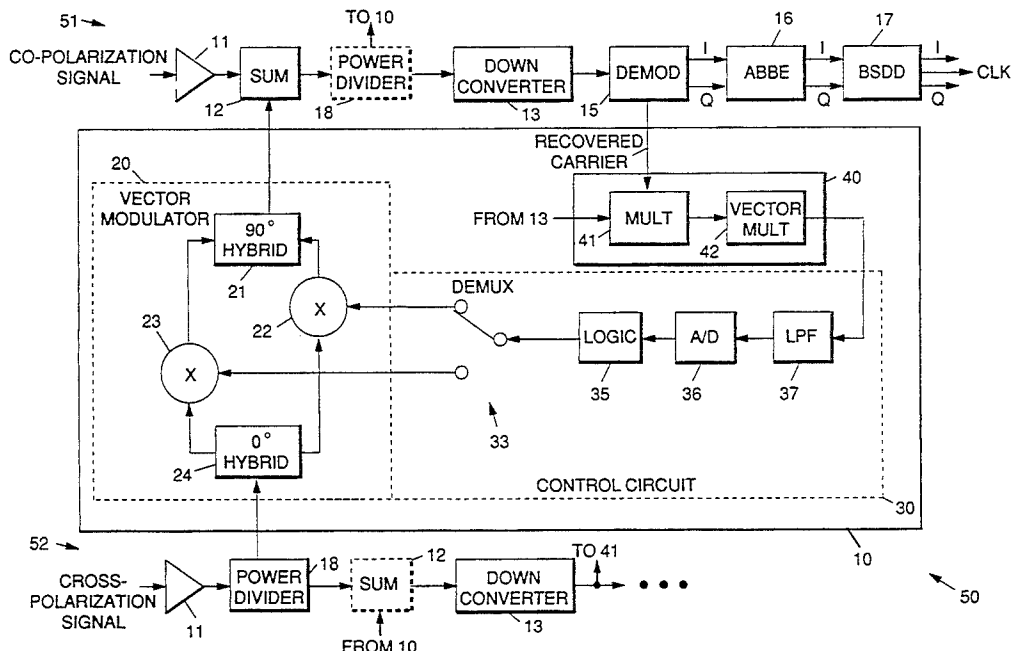 51
TO 10
16
17
CO-POLARIZATION
SIGNAL
11
SUM
12
POWER
DIVIDER
18
DOWN
CONVERTER
13
DEMOD
15
I
Q
ABBE
I
Q
BSDD
I
CLK
Q
RECOVERED
CARRIER
20
VECTOR
MODULATOR
90°
HYBRID
21
FROM 13
MULT
41
VECTOR
MULT
42
40
DEMUX
X
22
23
X
LOGIC
35
A/D
36
LPF
37
33
0°
HYBRID
24
CONTROL CIRCUIT
30
10
52
CROSS-
POLARIZATION
SIGNAL
11
POWER
DIVIDER
18
SUM
12
FROM 10
DOWN
CONVERTER
13
TO 41
50